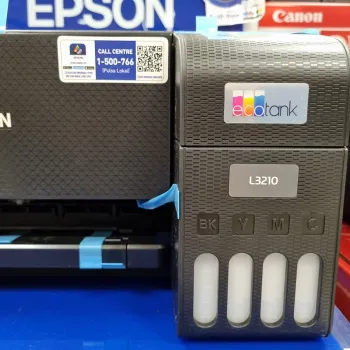 EPSON
Canon
CALL CENTRE
1-500-766
(Pulsa Lokal)
ecotank
L3210
BK Y M C